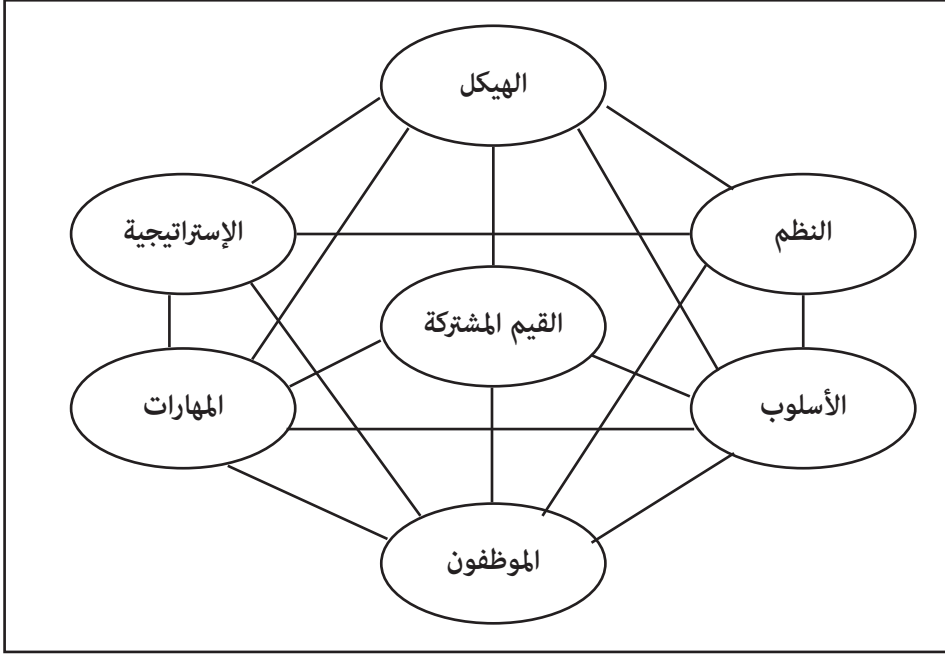 الهيكل
النظم
الإستراتيجية
القيم المشتركة
الأسلوب
المهارات
الموظفون